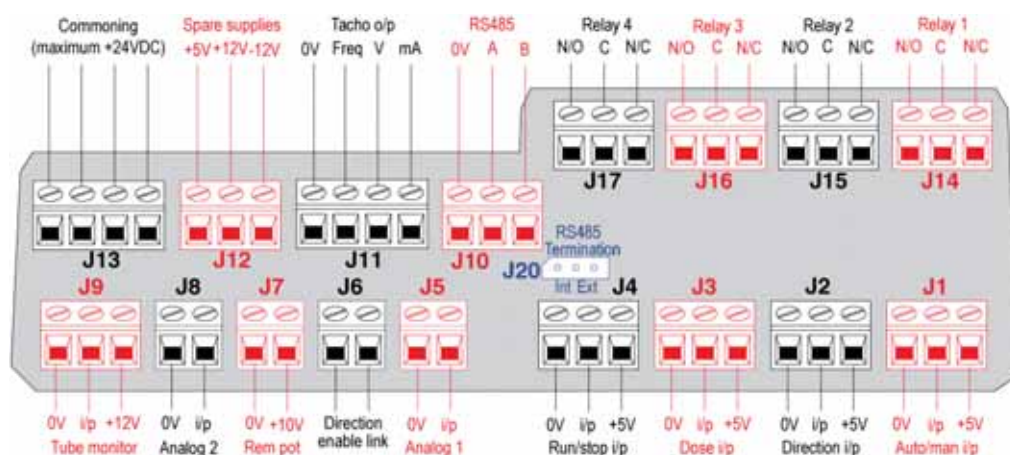 Commoning
(maximum +24VDC)
Spare supplies
+5V +12V -12V
Tacho o/p
0V Freq V mA
RS485
0V A B
Relay 4
N/O C N/C
Relay 3
N/O C N/C
Relay 2
N/O C N/C
Relay 1
N/O C N/C
J17
J16
J15
J14
J13
J12
J11
J10
RS485
Termination
J20
Int Ext
J9
J8
J7
J6
J5
J4
J3
J2
J1
0V i/p +12V
Tube monitor
0V i/p
Analog 2
0V +10V
Rem pot
Direction
enable link
0V i/p
Analog 1
0V i/p +5V
Run/stop i/p
0V i/p +5V
Dose i/p
0V i/p +5V
Direction i/p
0V i/p +5V
Auto/man i/p